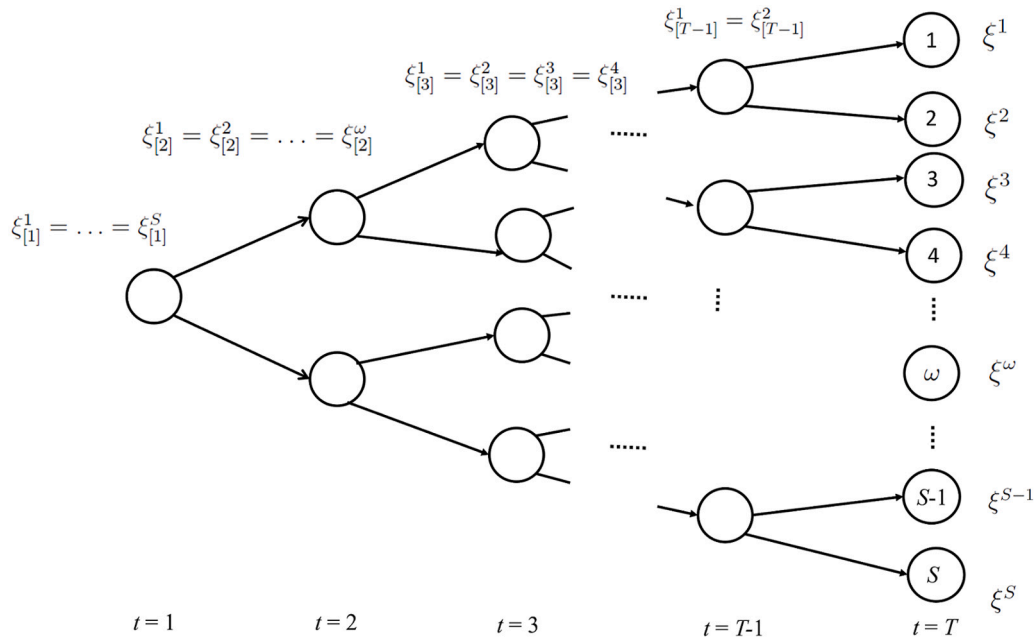 ξ^1_{[T−1]} = ξ^2_{[T−1]}
1 ξ^1
ξ^1_{[3]} = ξ^2_{[3]} = ξ^3_{[3]} = ξ^4_{[3]}
2 ξ^2
ξ^1_{[2]} = ξ^2_{[2]} = . . . = ξ^ω_{[2]}
3 ξ^3
ξ^1_{[1]} = . . . = ξ^S_{[1]}
4 ξ^4
ω ξ^ω
S-1 ξ^{S−1}
S ξ^S
t = 1 t = 2 t = 3 t = T-1 t = T